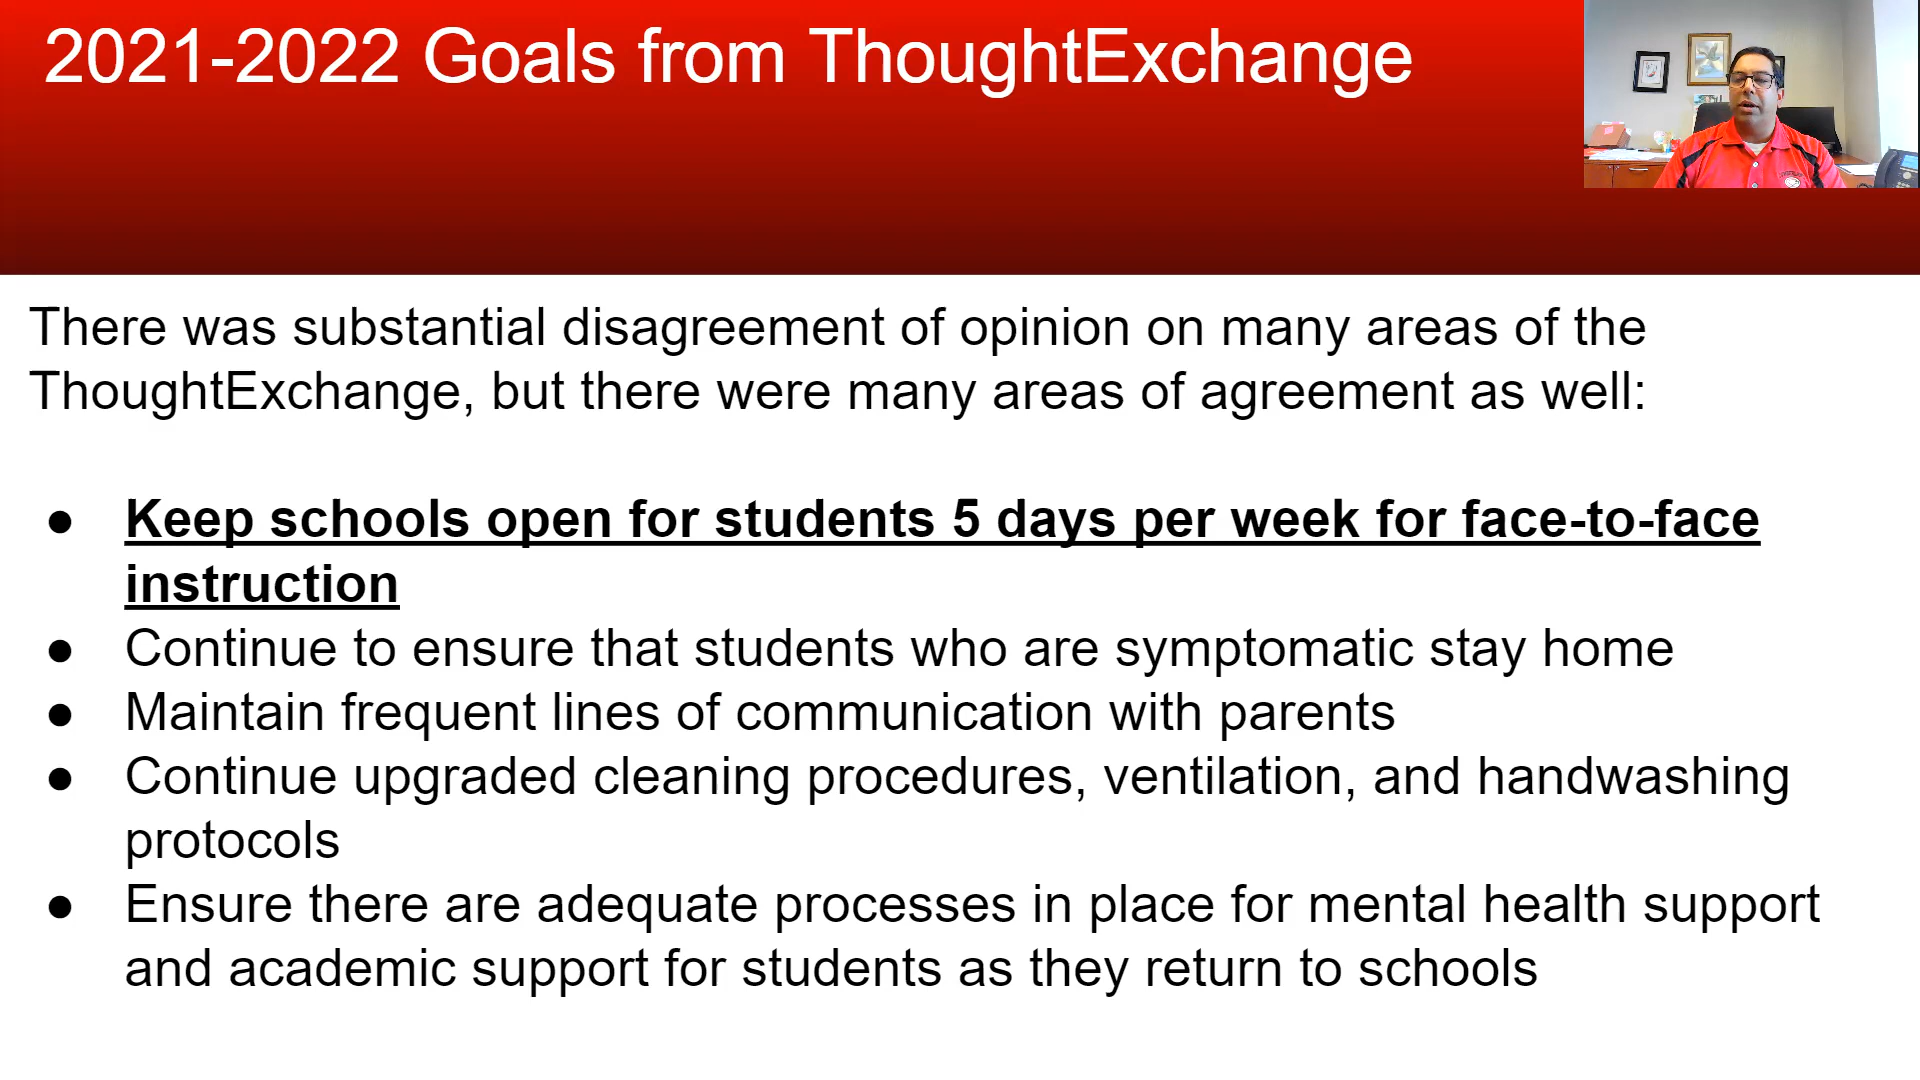 2021-2022 Goals from ThoughtExchange
There was substantial disagreement of opinion on many areas of the
ThoughtExchange, but there were many areas of agreement as well:
● Keep schools open for students 5 days per week for face-to-face
instruction
● Continue to ensure that students who are symptomatic stay home
● Maintain frequent lines of communication with parents
● Continue upgraded cleaning procedures, ventilation, and handwashing
protocols
● Ensure there are adequate processes in place for mental health support
and academic support for students as they return to schools